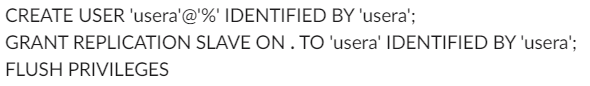 CREATE USER 'usera'@'%' IDENTIFIED BY 'usera';
GRANT REPLICATION SLAVE ON . TO 'usera' IDENTIFIED BY 'usera';
FLUSH PRIVILEGES